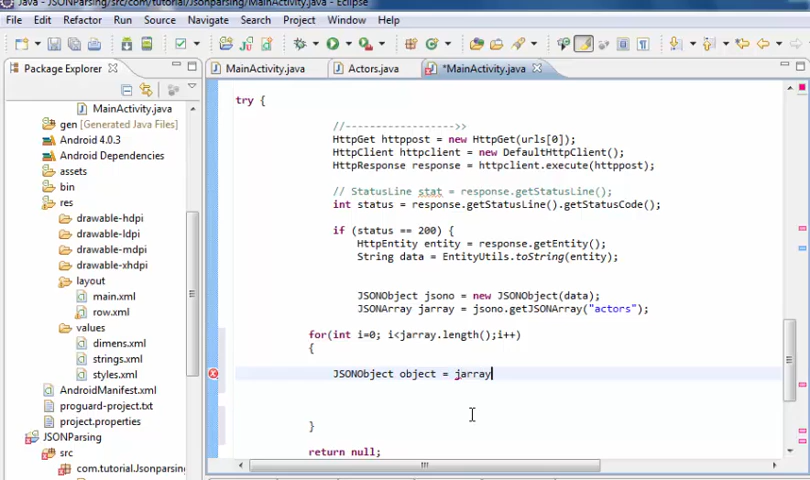 Java - JSONParsing/src/com/tutorial/Jsonparsing/MainActivity.java - Eclipse
File Edit Refactor Run Source Navigate Search Project Window Help
Package Explorer
MainActivity.java
Actors.java
*MainActivity.java
MainActivity.java
gen [Generated Java Files]
Android 4.0.3
Android Dependencies
assets
bin
res
drawable-hdpi
drawable-ldpi
drawable-mdpi
drawable-xhdpi
layout
main.xml
row.xml
values
dimens.xml
strings.xml
styles.xml
AndroidManifest.xml
proguard-project.txt
project.properties
JSONParsing
src
com.tutorial.Jsonparsing
try {
//------------------>>
HttpGet httppost = new HttpGet(urls[0]);
HttpClient httpclient = new DefaultHttpClient();
HttpResponse response = httpclient.execute(httppost);
// StatusLine stat = response.getStatusLine();
int status = response.getStatusLine().getStatusCode();
if (status == 200) {
HttpEntity entity = response.getEntity();
String data = EntityUtils.toString(entity);
JSONObject jsono = new JSONObject(data);
JSONArray jarray = jsono.getJSONArray("actors");
for(int i=0; i<jarray.length();i++)
{
JSONObject object = jarray
}
return null;